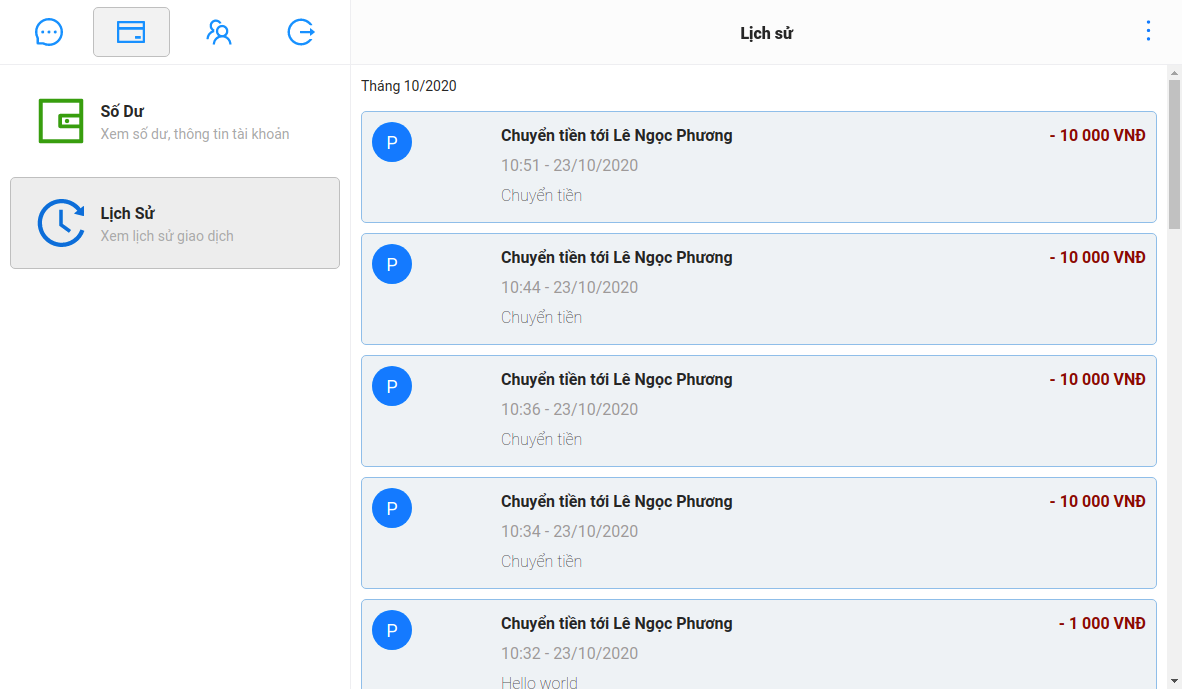 Số Dư
Xem số dư, thông tin tài khoản
Lịch Sử
Xem lịch sử giao dịch
Lịch sử
Tháng 10/2020
P
Chuyển tiền tới Lê Ngọc Phương
- 10 000 VNĐ
10:51 - 23/10/2020
Chuyển tiền
P
Chuyển tiền tới Lê Ngọc Phương
- 10 000 VNĐ
10:44 - 23/10/2020
Chuyển tiền
P
Chuyển tiền tới Lê Ngọc Phương
- 10 000 VNĐ
10:36 - 23/10/2020
Chuyển tiền
P
Chuyển tiền tới Lê Ngọc Phương
- 10 000 VNĐ
10:34 - 23/10/2020
Chuyển tiền
P
Chuyển tiền tới Lê Ngọc Phương
- 1 000 VNĐ
10:32 - 23/10/2020
Hello world